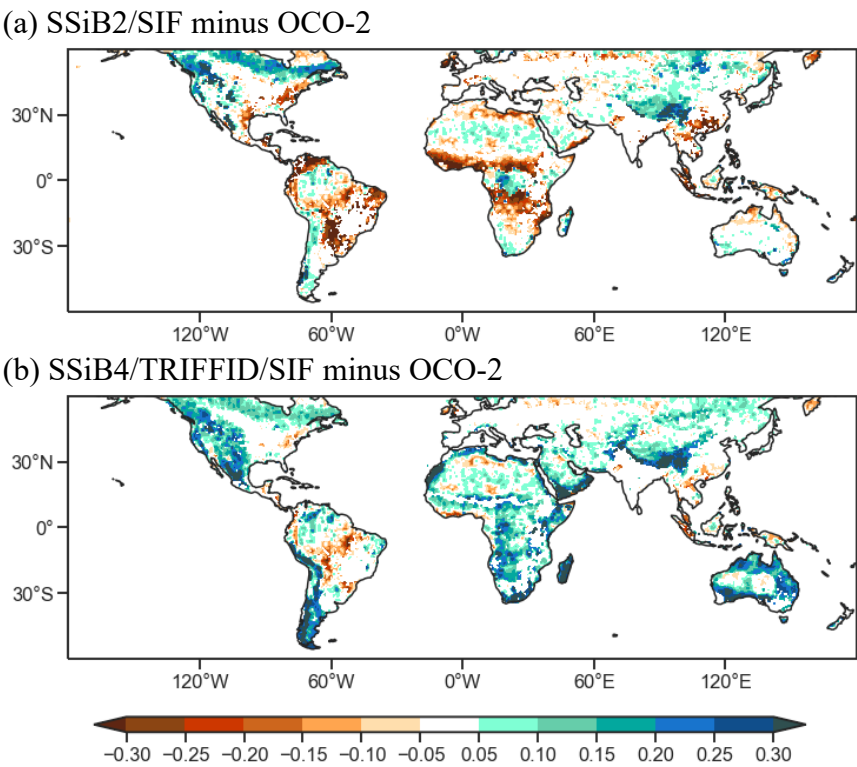 (a) SSiB2/SIF minus OCO-2
30°N
0°
30°S
120°W 60°W 0°W 60°E 120°E
(b) SSiB4/TRIFFID/SIF minus OCO-2
30°N
0°
30°S
120°W 60°W 0°W 60°E 120°E
−0.30 −0.25 −0.20 −0.15 −0.10 −0.05 0.05 0.10 0.15 0.20 0.25 0.30